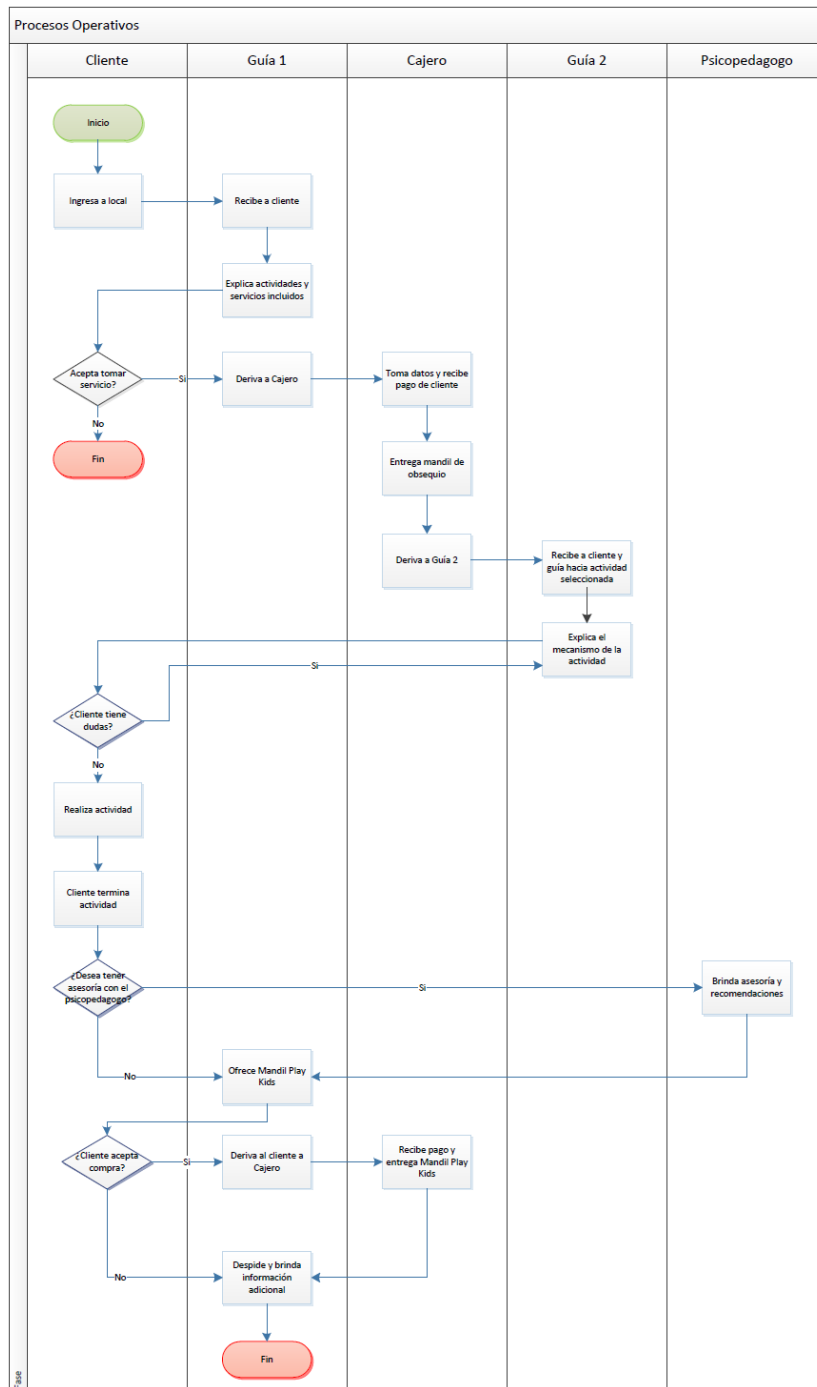 Procesos Operativos
Cliente
Guía 1
Cajero
Guía 2
Psicopedagogo
Inicio
Ingresa a local
Recibe a cliente
Explica actividades y
servicios incluidos
Acepta tomar
servicio?
Si
Deriva a Cajero
Toma datos y recibe
pago de cliente
No
Fin
Entrega mandil de
obsequio
Deriva a Guía 2
Recibe a cliente y
guía hacia actividad
seleccionada
Explica el
mecanismo de la
actividad
Si
¿Cliente tiene
dudas?
No
Realiza actividad
Cliente termina
actividad
¿Desea tener
asesoría con el
psicopedagogo?
Si
Brinda asesoría y
recomendaciones
No
Ofrece Mandil Play
Kids
¿Cliente acepta
compra?
Si
Deriva al cliente a
Cajero
Recibe pago y
entrega Mandil Play
Kids
No
Despide y brinda
información
adicional
Fin
Fase